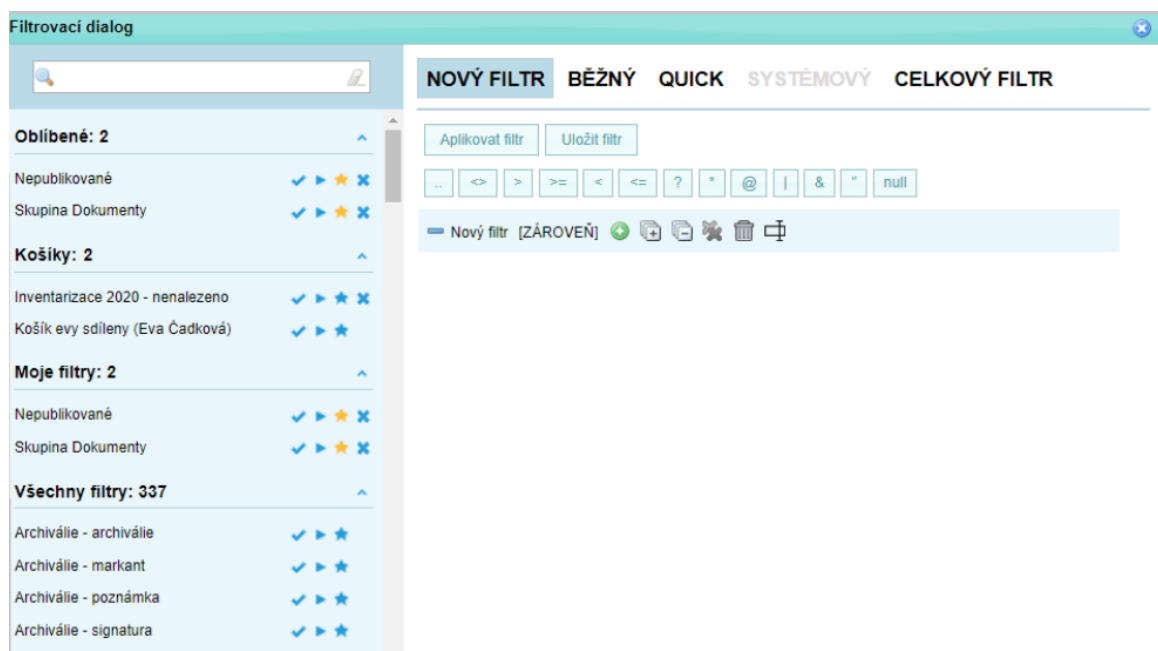 Filtrovací dialog
NOVÝ FILTR BĚŽNÝ QUICK SYSTÉMOVÝ CELKOVÝ FILTR
Oblíbené: 2
Nepublikované
Skupina Dokumenty
Košíky: 2
Inventarizace 2020 - nenalezeno
Košík evy sdíleny (Eva Čadková)
Moje filtry: 2
Nepublikované
Skupina Dokumenty
Všechny filtry: 337
Archiválie - archiválie
Archiválie - markant
Archiválie - poznámka
Archiválie - signatura
Aplikovat filtr Uložit filtr
.. <> > >= < <= ? * @ | & " null
Nový filtr [ZÁROVEŇ]